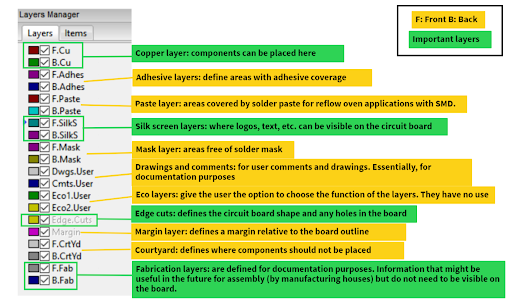 Layers Manager
Layers Items
F.Cu
B.Cu
F.Adhes
B.Adhes
F.Paste
B.Paste
F.SilkS
B.SilkS
F.Mask
B.Mask
Dwgs.User
Cmts.User
Eco1.User
Eco2.User
Edge.Cuts
Margin
F.CrtYd
B.CrtYd
F.Fab
B.Fab
F: Front B: Back
Important layers
Copper layer: components can be placed here
Adhesive layers: define areas with adhesive coverage
Paste layer: areas covered by solder paste for reflow oven applications with SMD.
Silk screen layers: where logos, text, etc. can be visible on the circuit board
Mask layer: areas free of solder mask
Drawings and comments: for user comments and drawings. Essentially, for
documentation purposes
Eco layers: give the user the option to choose the function of the layers. They have no use
Edge cuts: defines the circuit board shape and any holes in the board
Margin layer: defines a margin relative to the board outline
Courtyard: defines where components should not be placed
Fabrication layers: are defined for documentation purposes. Information that might be
useful in the future for assembly (by manufacturing houses) but do not need to be visible on
the board.